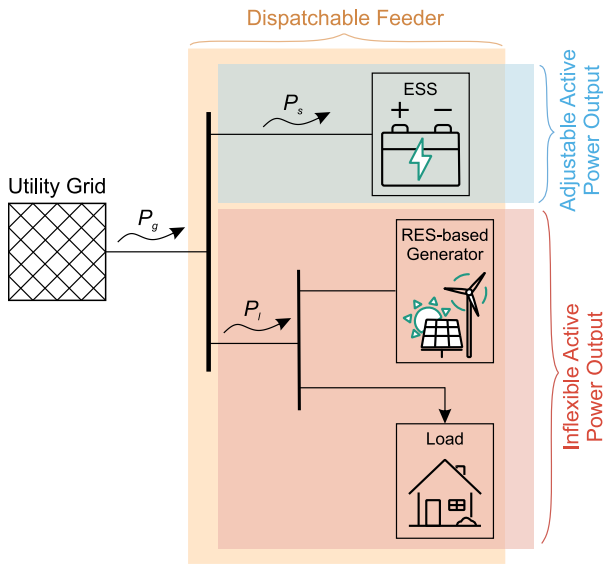 Dispatchable Feeder
ESS
+ −
P_s
Adjustable Active
Power Output
Utility Grid
P_g
RES-based
Generator
P_l
Inflexible Active
Power Output
Load